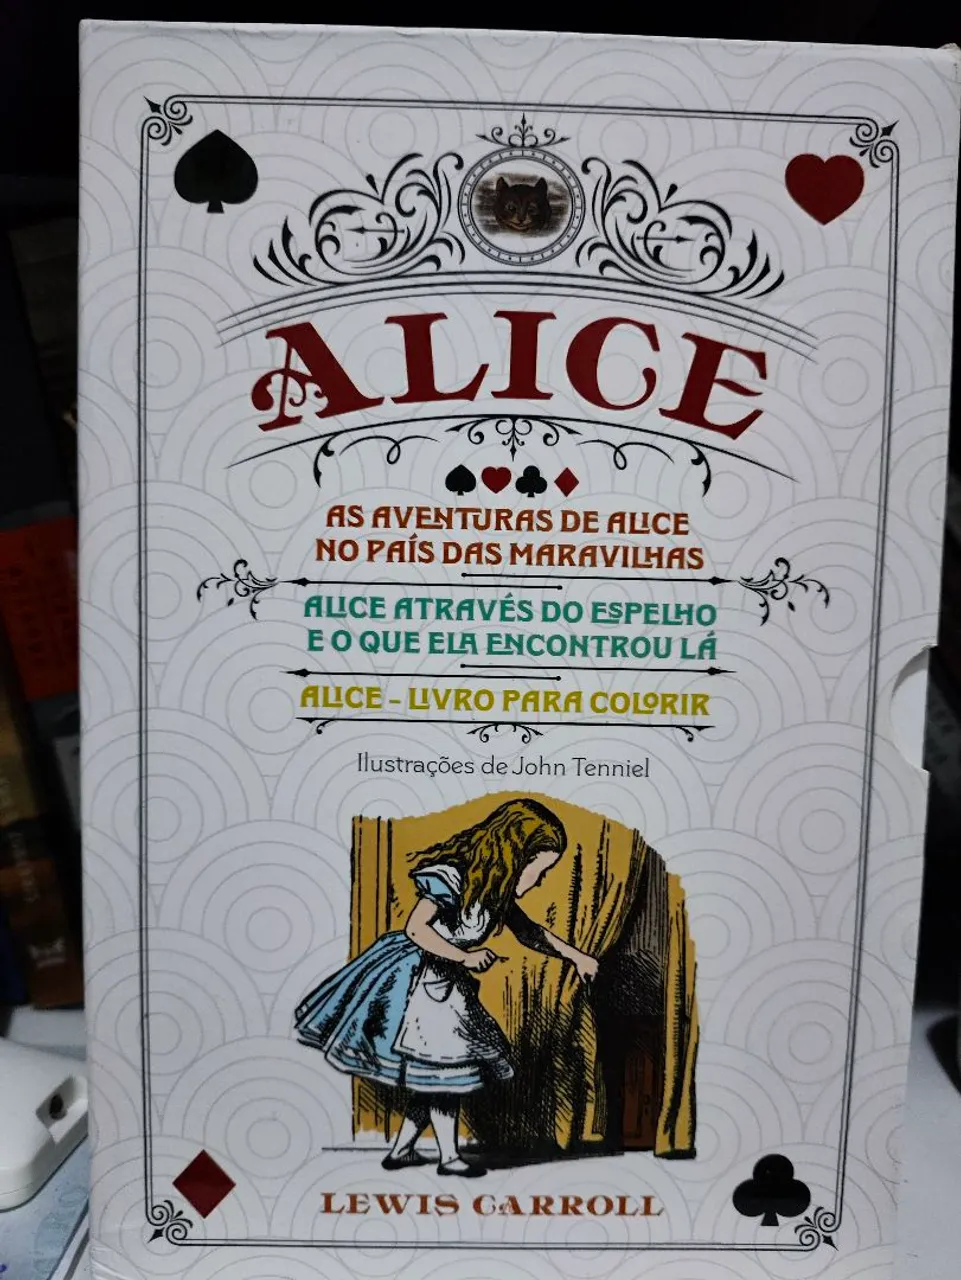 ALICE
AS AVENTURAS DE ALICE
NO PAÍS DAS MARAVILHAS
ALICE ATRAVÉS DO ESPELHO
E O QUE ELA ENCONTROU LÁ
ALICE - LIVRO PARA COLORIR
Ilustrações de John Tenniel
LEWIS CARROLL